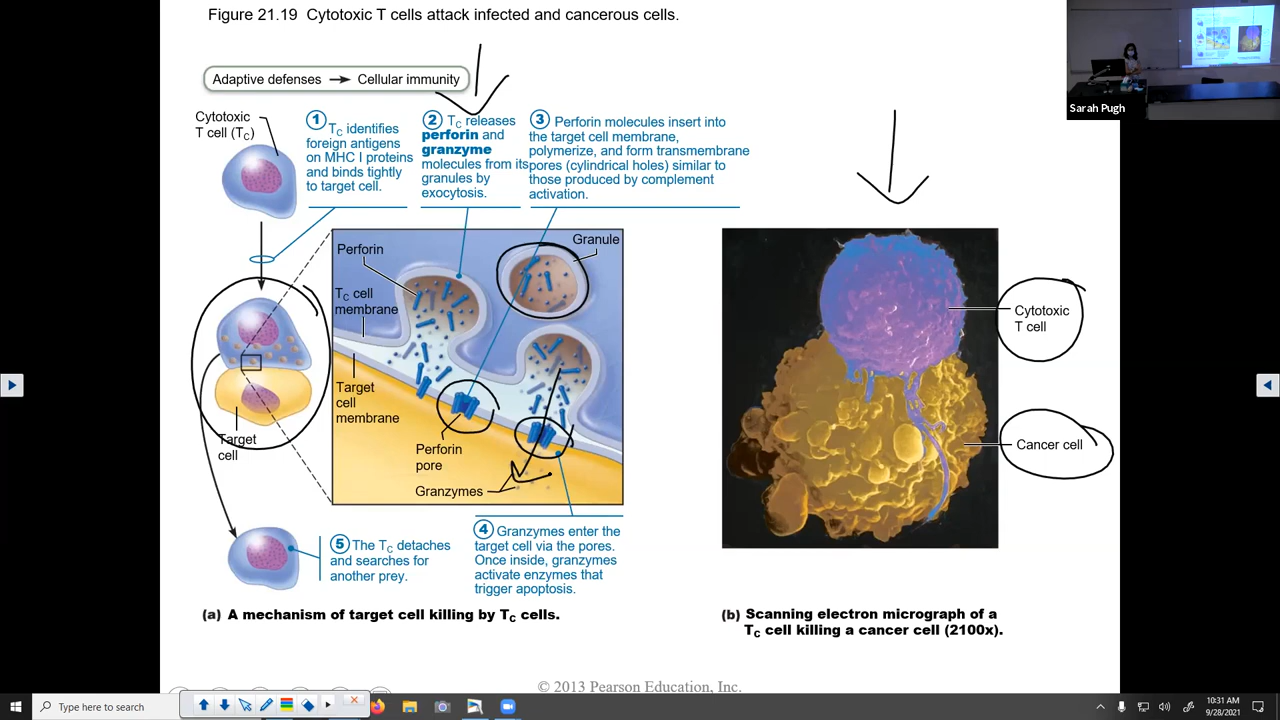 Figure 21.19 Cytotoxic T cells attack infected and cancerous cells.
Sarah Pugh
Adaptive defenses → Cellular immunity
Cytotoxic
T cell (TC)
1 TC identifies
foreign antigens
on MHC I proteins
and binds tightly
to target cell.
2 TC releases
perforin and
granzyme
molecules from its
granules by
exocytosis.
3 Perforin molecules insert into
the target cell membrane,
polymerize, and form transmembrane
pores (cylindrical holes) similar to
those produced by complement
activation.
Perforin
Granule
TC cell
membrane
Target
cell
membrane
Perforin
pore
Granzymes
Target
cell
Cytotoxic
T cell
Cancer cell
5 The TC detaches
and searches for
another prey.
4 Granzymes enter the
target cell via the pores.
Once inside, granzymes
activate enzymes that
trigger apoptosis.
(a) A mechanism of target cell killing by TC cells.
(b) Scanning electron micrograph of a
TC cell killing a cancer cell (2100x).
© 2013 Pearson Education, Inc.
Type here to search
10:31 AM
9/28/2021